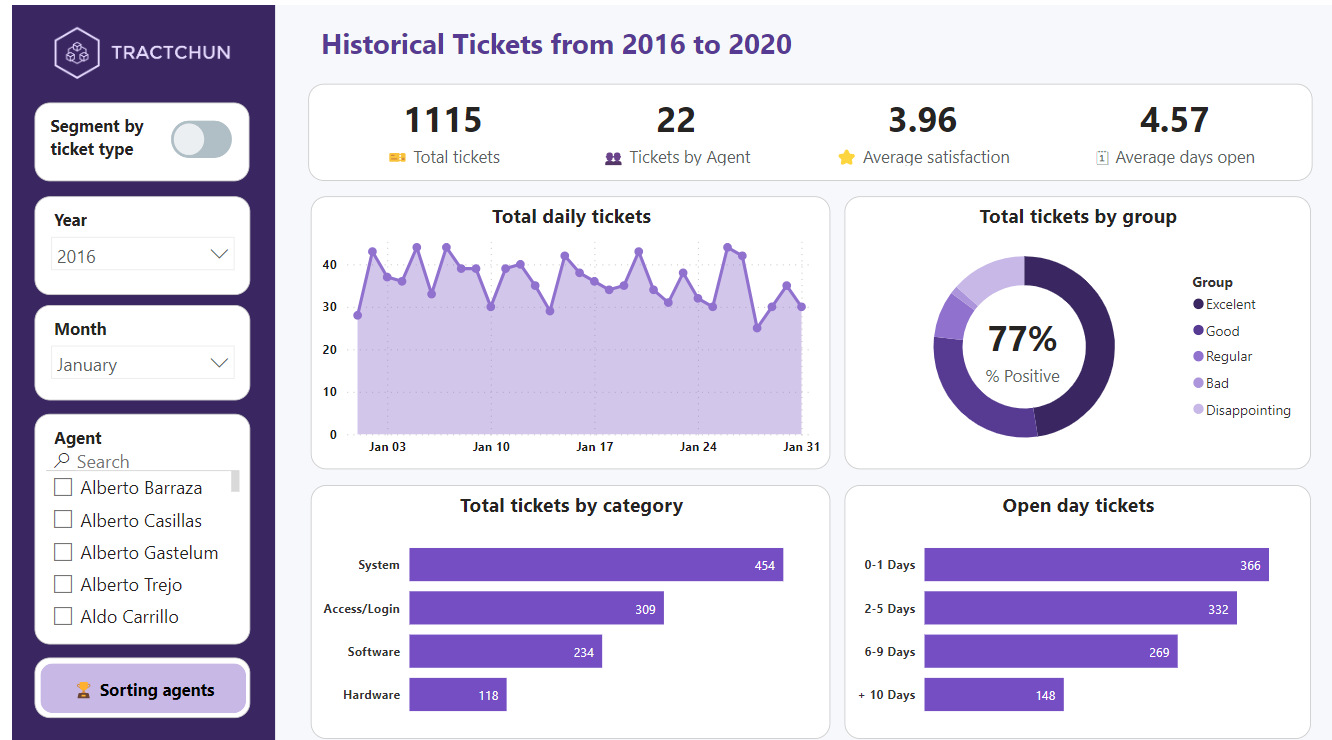 TRACTCHUN
Segment by
ticket type
Year
2016
Month
January
Agent
Search
Alberto Barraza
Alberto Casillas
Alberto Gastelum
Alberto Trejo
Aldo Carrillo
Sorting agents
Historical Tickets from 2016 to 2020
1115
Total tickets
22
Tickets by Agent
3.96
Average satisfaction
4.57
1 Average days open
Total daily tickets
40
30
20
10
0
Jan 03 Jan 10 Jan 17 Jan 24 Jan 31
Total tickets by group
77%
% Positive
Group
Excelent
Good
Regular
Bad
Disappointing
Total tickets by category
System 454
Access/Login 309
Software 234
Hardware 118
Open day tickets
0-1 Days 366
2-5 Days 332
6-9 Days 269
+ 10 Days 148